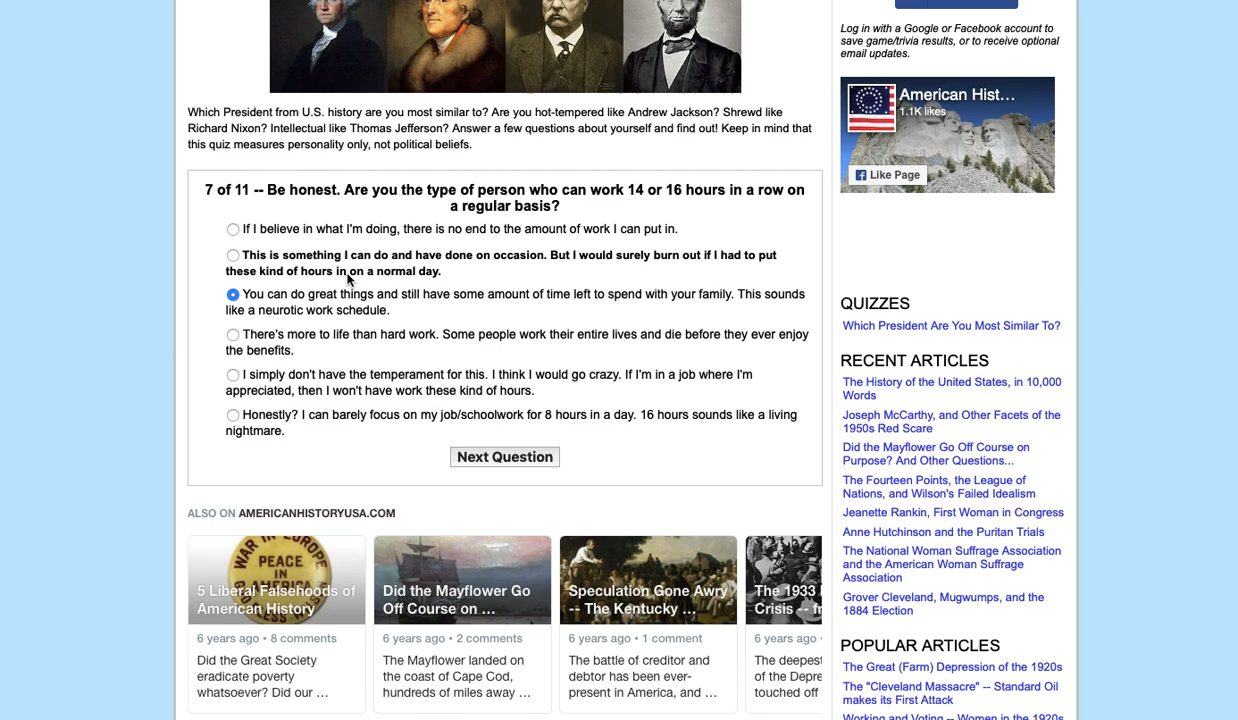 Log in with a Google or Facebook account to
save game/trivia results, or to receive optional
email updates.
American Hist...
1.1K likes
Like Page
Which President from U.S. history are you most similar to? Are you hot-tempered like Andrew Jackson? Shrewd like
Richard Nixon? Intellectual like Thomas Jefferson? Answer a few questions about yourself and find out! Keep in mind that
this quiz measures personality only, not political beliefs.
7 of 11 -- Be honest. Are you the type of person who can work 14 or 16 hours in a row on
a regular basis?
If I believe in what I'm doing, there is no end to the amount of work I can put in.
This is something I can do and have done on occasion. But I would surely burn out if I had to put
these kind of hours in on a normal day.
You can do great things and still have some amount of time left to spend with your family. This sounds
like a neurotic work schedule.
There's more to life than hard work. Some people work their entire lives and die before they ever enjoy
the benefits.
I simply don't have the temperament for this. I think I would go crazy. If I'm in a job where I'm
appreciated, then I won't have work these kind of hours.
Honestly? I can barely focus on my job/schoolwork for 8 hours in a day. 16 hours sounds like a living
nightmare.
Next Question
ALSO ON AMERICANHISTORYUSA.COM
WAR IN EUROPE
PEACE
IN
AMERICA
5 Liberal Falsehoods of
American History
6 years ago • 8 comments
Did the Great Society
eradicate poverty
whatsoever? Did our ...
Did the Mayflower Go
Off Course on ...
6 years ago • 2 comments
The Mayflower landed on
the coast of Cape Cod,
hundreds of miles away ...
Speculation Gone Awry
-- The Kentucky ...
6 years ago • 1 comment
The battle of creditor and
debtor has been ever-
present in America, and ...
The 1933
Crisis -- fr
6 years ago •
The deepest
of the Depre
touched off
QUIZZES
Which President Are You Most Similar To?
RECENT ARTICLES
The History of the United States, in 10,000
Words
Joseph McCarthy, and Other Facets of the
1950s Red Scare
Did the Mayflower Go Off Course on
Purpose? And Other Questions...
The Fourteen Points, the League of
Nations, and Wilson's Failed Idealism
Jeanette Rankin, First Woman in Congress
Anne Hutchinson and the Puritan Trials
The National Woman Suffrage Association
and the American Woman Suffrage
Association
Grover Cleveland, Mugwumps, and the
1884 Election
POPULAR ARTICLES
The Great (Farm) Depression of the 1920s
The "Cleveland Massacre" -- Standard Oil
makes its First Attack
Working and Voting -- Women in the 1920s